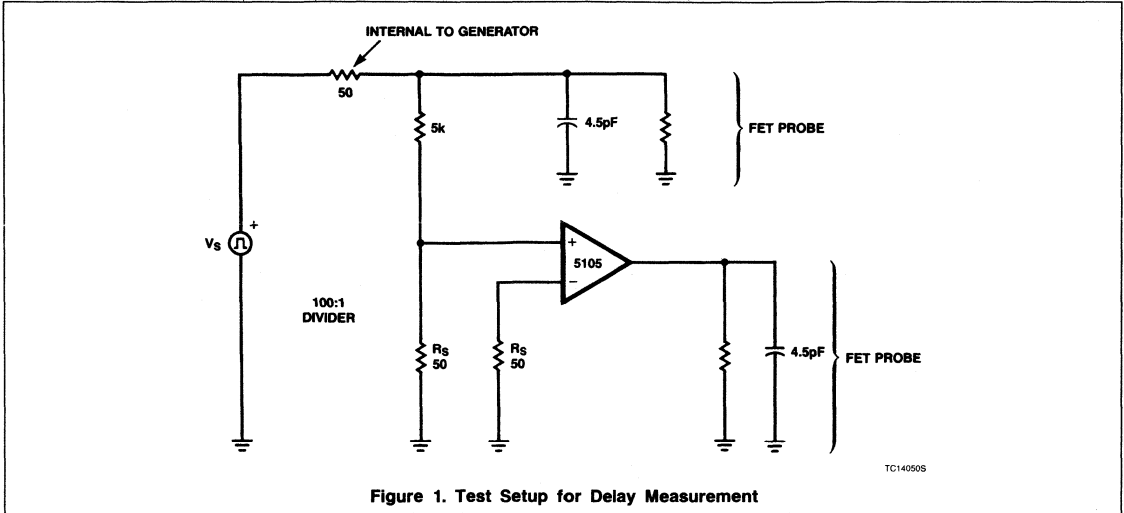 INTERNAL TO GENERATOR
50
5k
4.5pF
FET PROBE
VS
+
+
5105
−
100:1
DIVIDER
RS
50
RS
50
4.5pF
FET PROBE
TC14050S
Figure 1. Test Setup for Delay Measurement